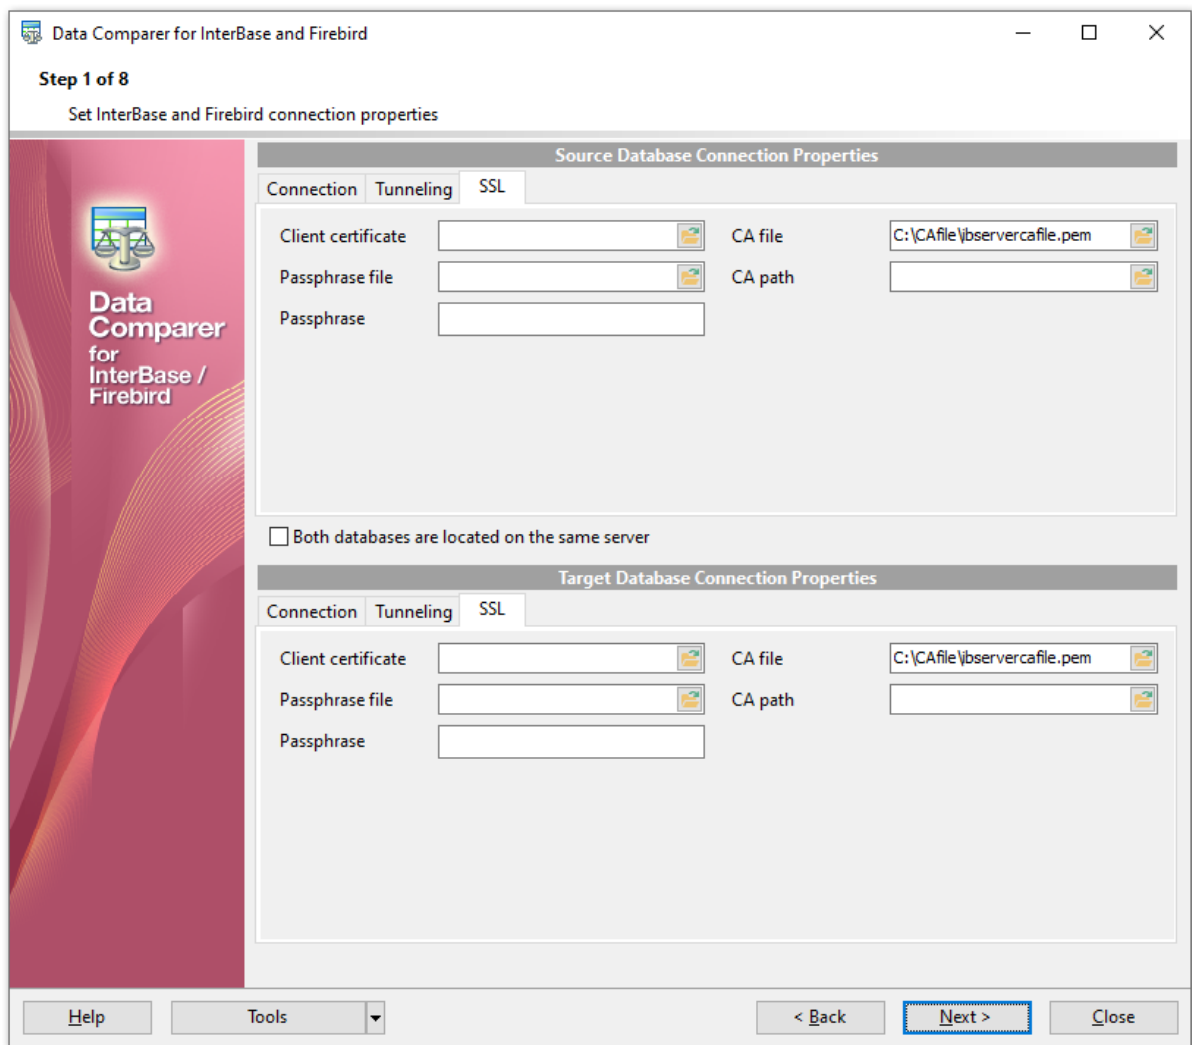 Data Comparer for InterBase and Firebird
Step 1 of 8
Set InterBase and Firebird connection properties
Data
Comparer
for
InterBase /
Firebird
Source Database Connection Properties
Connection Tunneling SSL
Client certificate CA file C:\CAfile\ibservercafile.pem
Passphrase file CA path
Passphrase
Both databases are located on the same server
Target Database Connection Properties
Connection Tunneling SSL
Client certificate CA file C:\CAfile\ibservercafile.pem
Passphrase file CA path
Passphrase
Help Tools < Back Next > Close